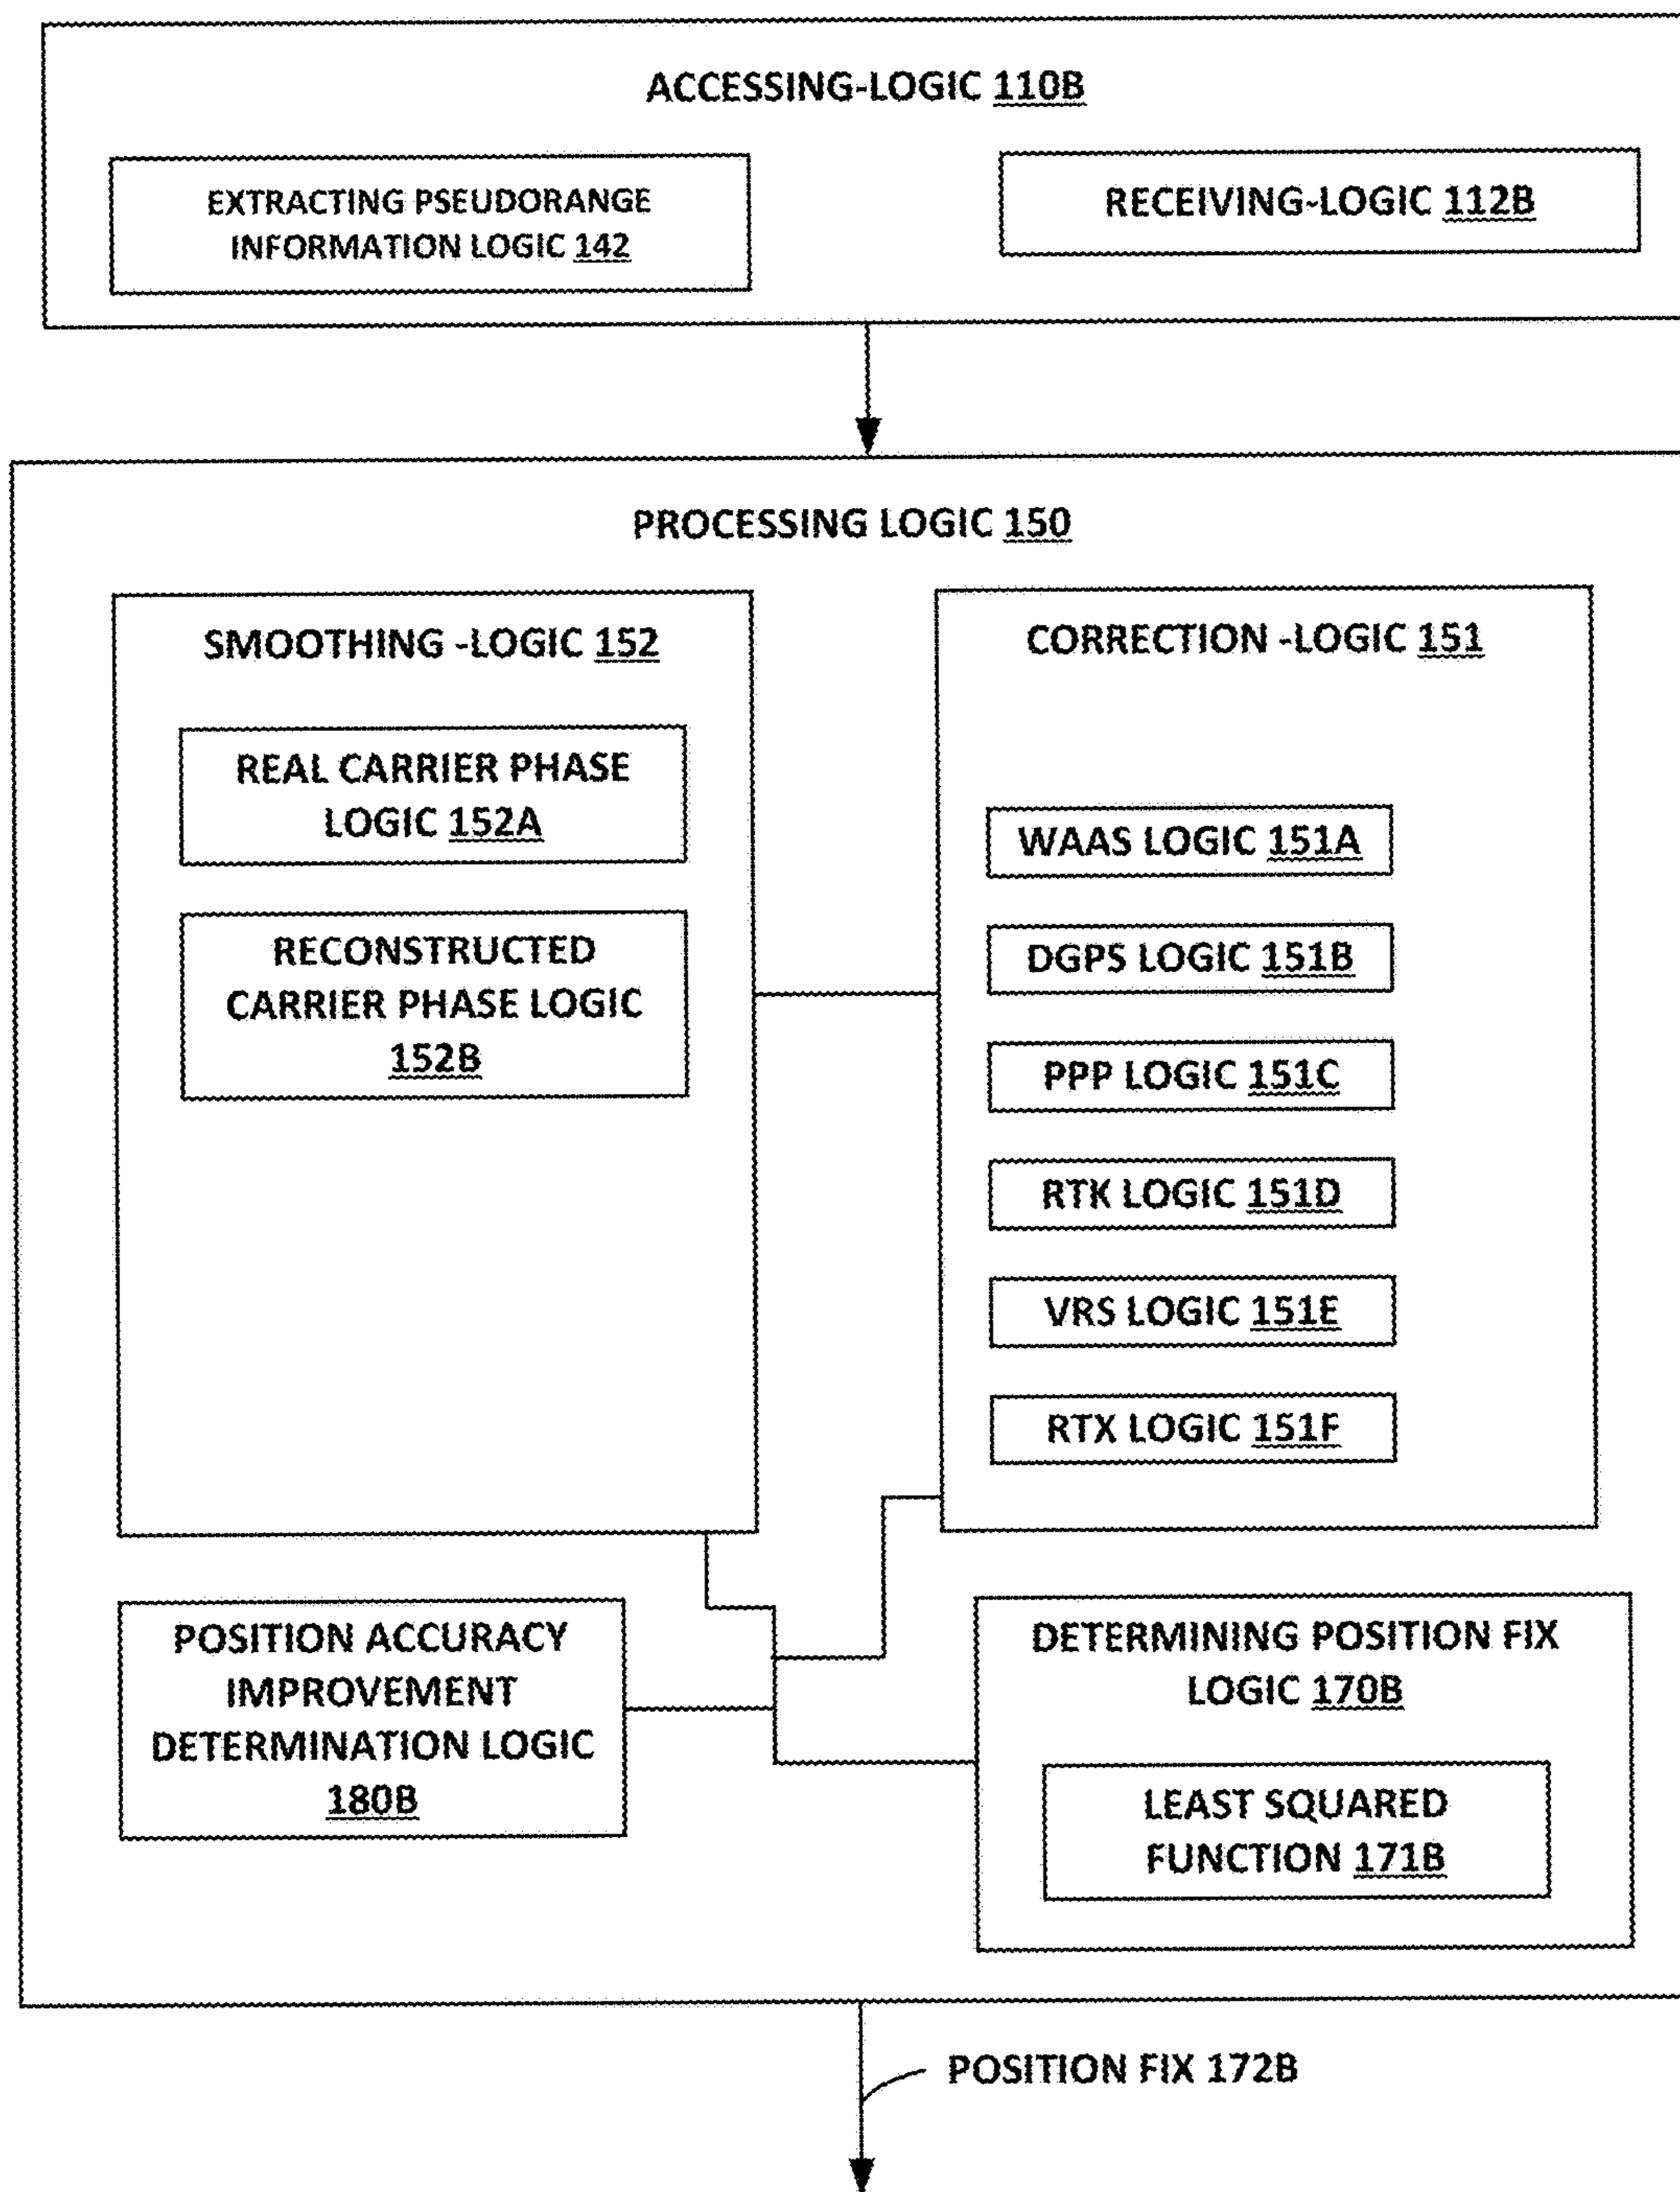 ACCESSING-LOGIC 110B
EXTRACTING PSEUDORANGE
INFORMATION LOGIC 142
RECEIVING-LOGIC 112B
PROCESSING LOGIC 150
SMOOTHING -LOGIC 152
REAL CARRIER PHASE
LOGIC 152A
RECONSTRUCTED
CARRIER PHASE LOGIC
152B
CORRECTION -LOGIC 151
WAAS LOGIC 151A
DGPS LOGIC 151B
PPP LOGIC 151C
RTK LOGIC 151D
VRS LOGIC 151E
RTX LOGIC 151F
POSITION ACCURACY
IMPROVEMENT
DETERMINATION LOGIC
180B
DETERMINING POSITION FIX
LOGIC 170B
LEAST SQUARED
FUNCTION 171B
POSITION FIX 172B